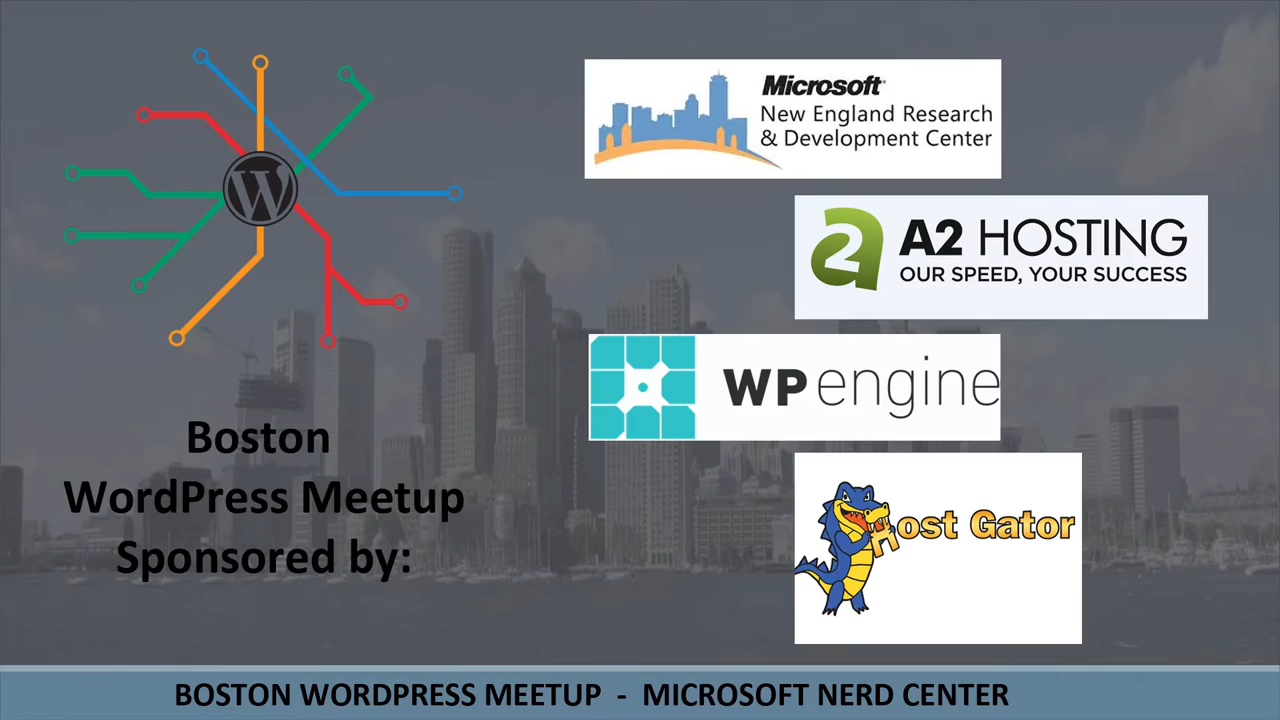 Microsoft
New England Research
& Development Center
A2 HOSTING
OUR SPEED, YOUR SUCCESS
WP engine
Host Gator
Boston
WordPress Meetup
Sponsored by:
BOSTON WORDPRESS MEETUP - MICROSOFT NERD CENTER